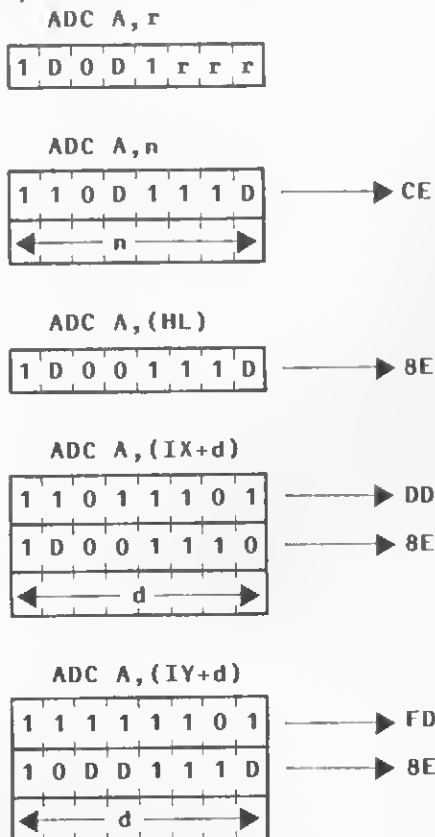 ADC A,r
1 D 0 D 1 r r r
ADC A,n
1 1 0 D 1 1 1 D CE
n
ADC A,(HL)
1 D 0 0 1 1 1 D 8E
ADC A,(IX+d)
1 1 0 1 1 1 0 1 DD
1 D 0 0 1 1 1 0 8E
d
ADC A,(IY+d)
1 1 1 1 1 1 0 1 FD
1 0 D D 1 1 1 D 8E
d